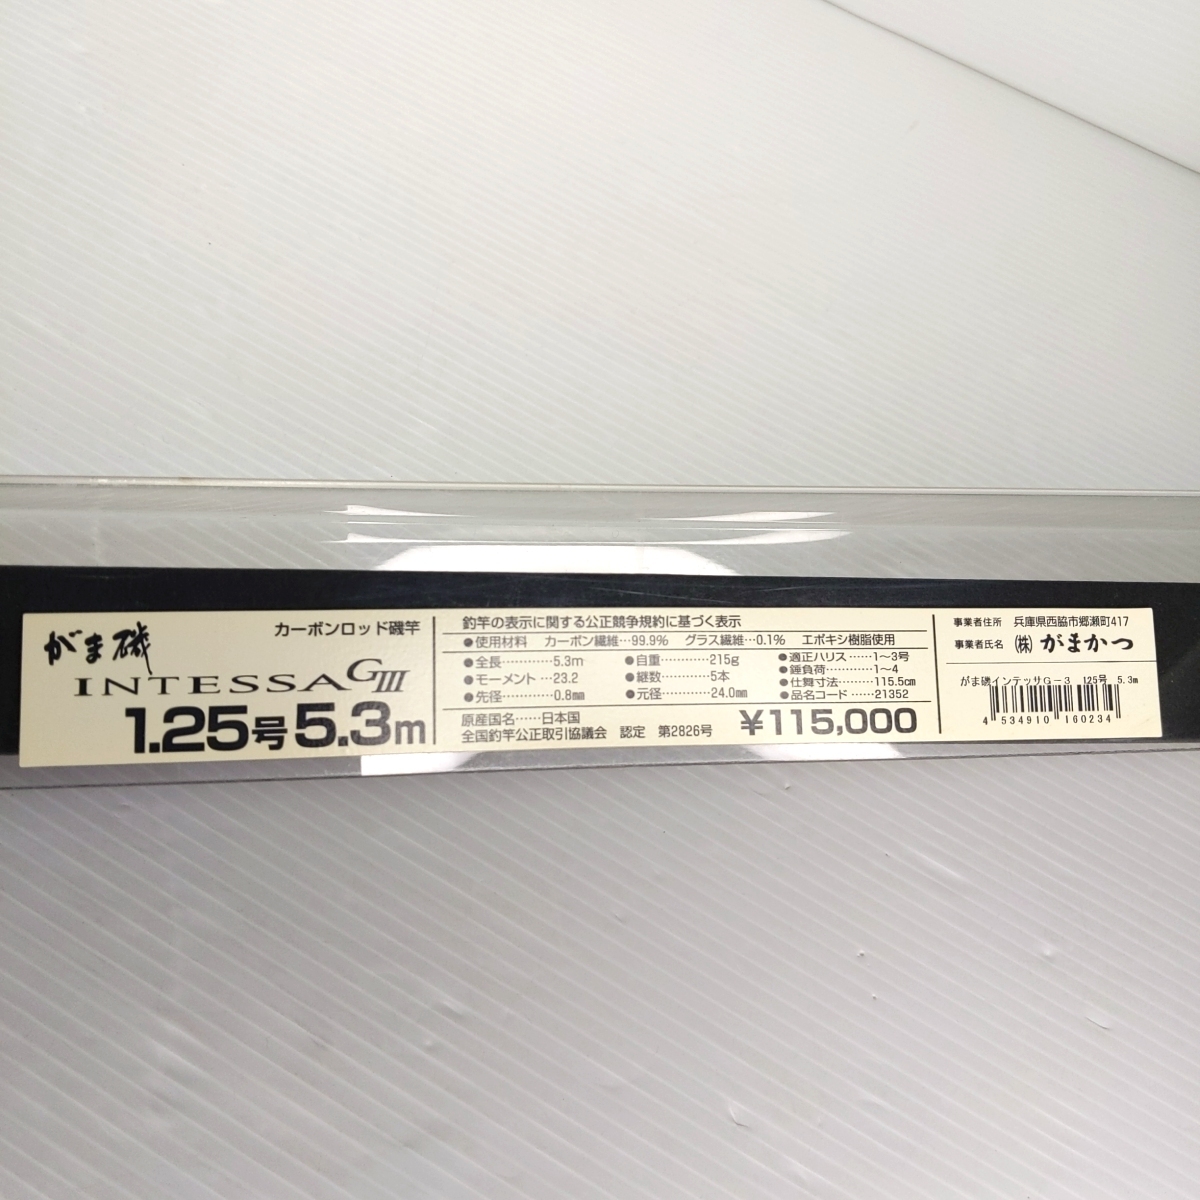 がま磯
カーボンロッド磯竿
INTESSA GIII
1.25号 5.3m
釣竿の表示に関する公正競争規約に基づく表示
●使用材料 カーボン繊維…99.9% グラス繊維…0.1% エポキシ樹脂使用
●全長…………5.3m ●自重…………215g ●適正ハリス……1〜3号
●モーメント…23.2 ●継数…………5本 ●錘負荷…………1〜4
●先径…………0.8mm ●元径…………24.0mm ●仕舞寸法……115.5cm
●品名コード……21352
原産国名……日本国
全国釣竿公正取引協議会 認定 第2826号
¥115,000
事業者住所 兵庫県西脇市郷瀬町417
事業者氏名 ㈱ がまかつ
がま磯インテッサG-3 125号 5.3m
4 534910 160234